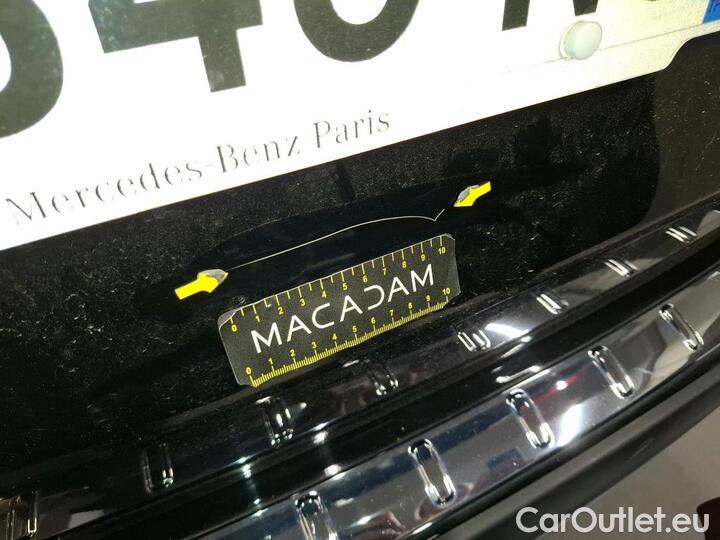 Mercedes-Benz Paris
0 1 2 3 4 5 6 7 8 9 10
MACADAM
0 1 2 3 4 5 6 7 8 9 10
CarOutlet.eu